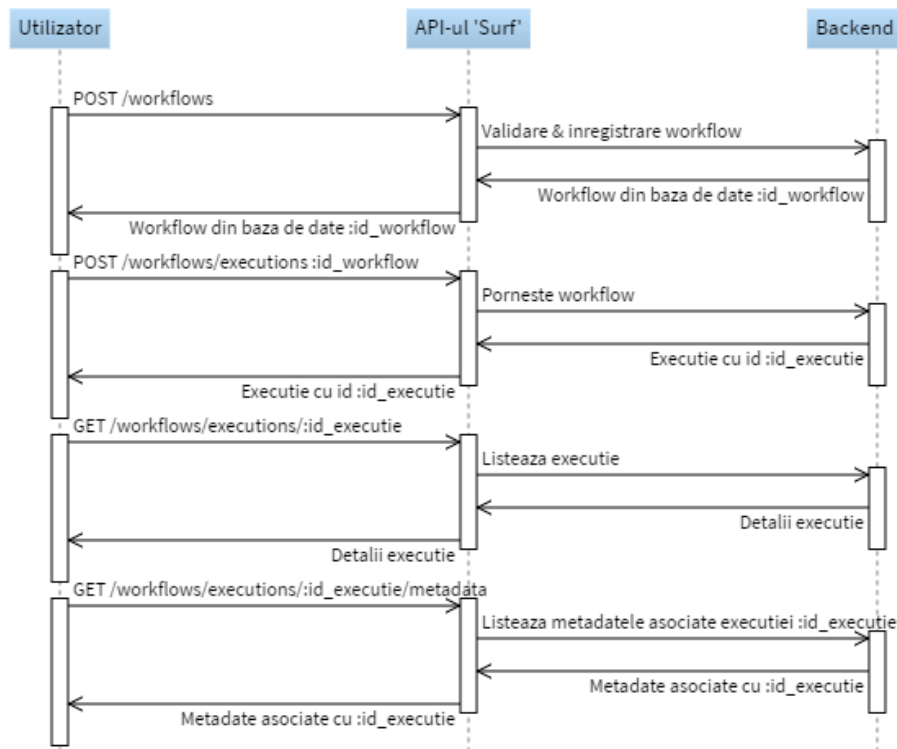 Utilizator
API-ul 'Surf'
Backend
POST /workflows
Validare & inregistrare workflow
Workflow din baza de date :id_workflow
Workflow din baza de date :id_workflow
POST /workflows/executions :id_workflow
Porneste workflow
Executie cu id :id_executie
Executie cu id :id_executie
GET /workflows/executions/:id_executie
Listeaza executie
Detalii executie
Detalii executie
GET /workflows/executions/:id_executie/metadata
Listeaza metadatele asociate executiei :id_executie
Metadate asociate cu :id_executie
Metadate asociate cu :id_executie